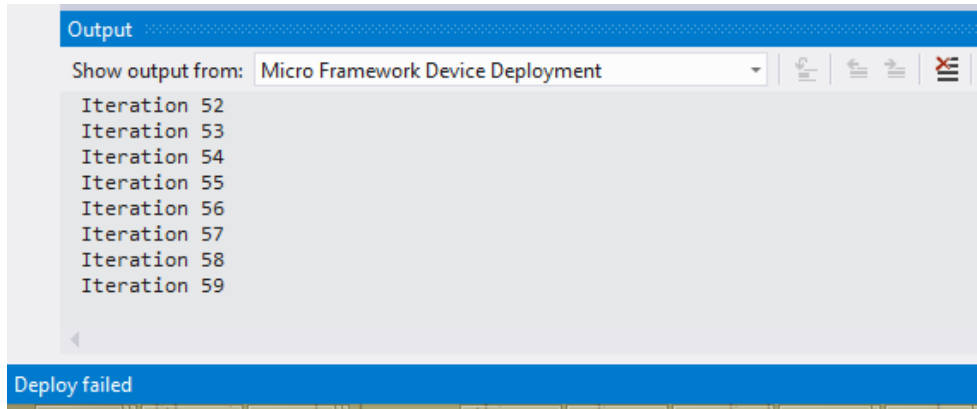 Output
Show output from: Micro Framework Device Deployment
Iteration 52
Iteration 53
Iteration 54
Iteration 55
Iteration 56
Iteration 57
Iteration 58
Iteration 59
Deploy failed